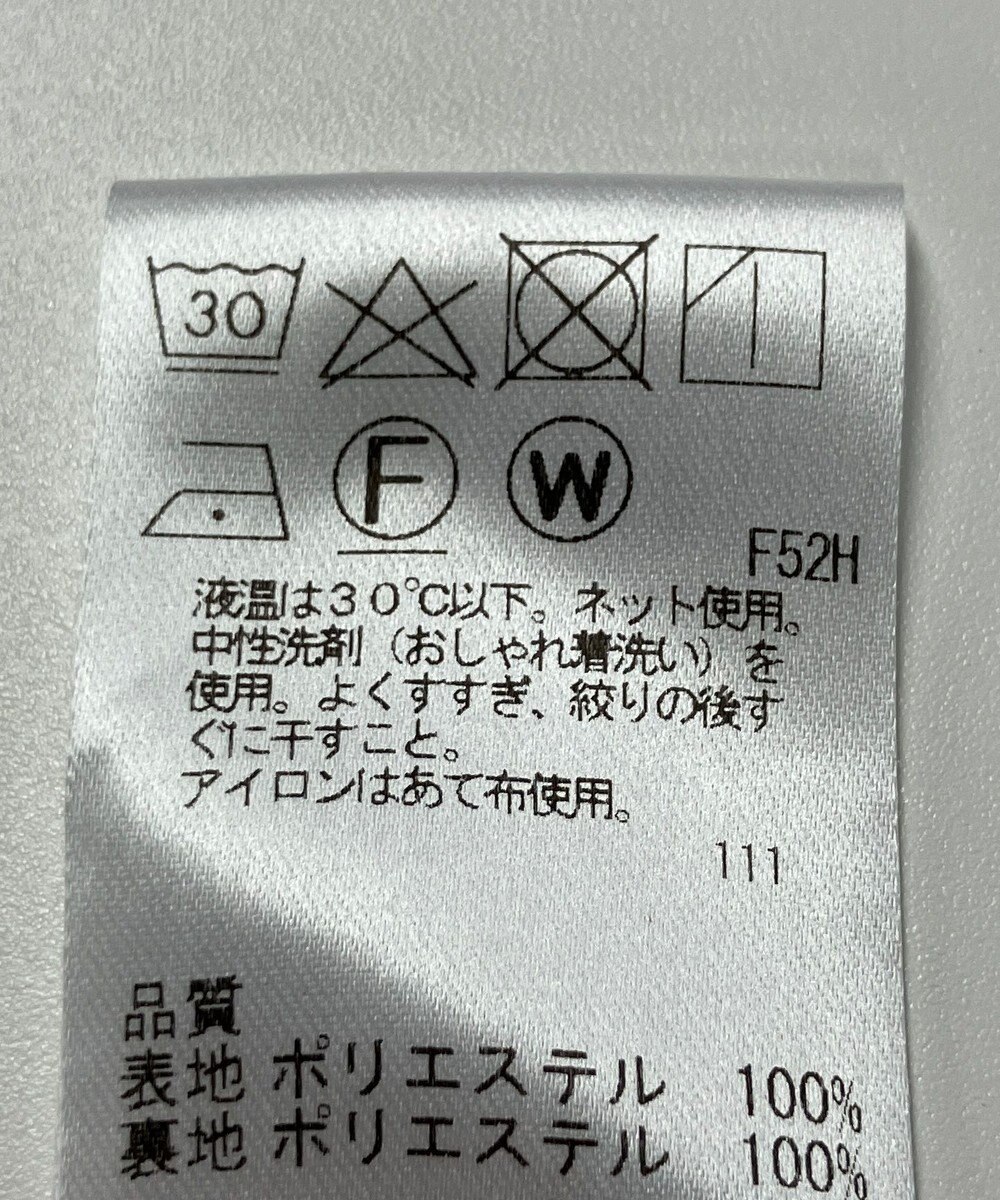 30
F W
F52H
液温は30℃以下。ネット使用。
中性洗剤（おしゃれ着洗い）を
使用。よくすすぎ、絞りの後す
ぐに干すこと。
アイロンはあて布使用。
111
品質
表地 ポリエステル 100%
裏地 ポリエステル 100%